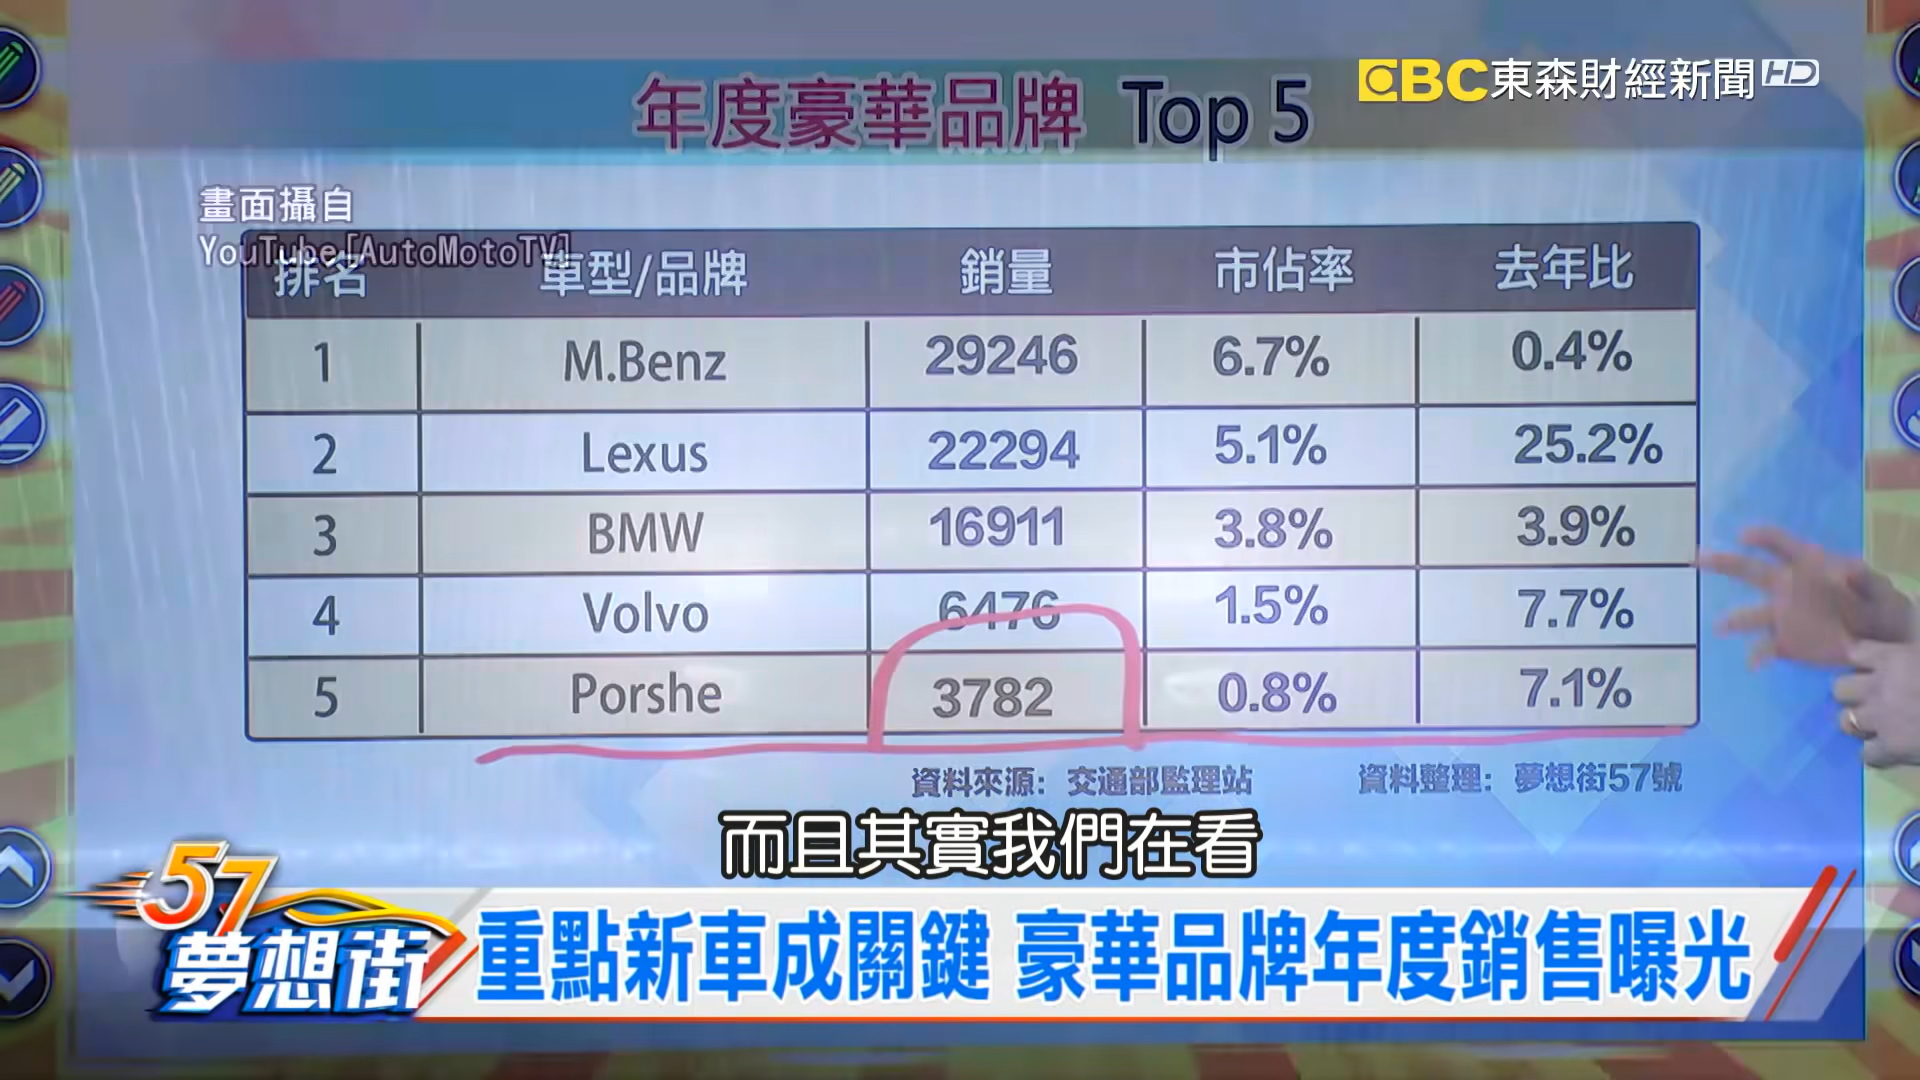 年度豪華品牌 Top 5
EBC東森財經新聞HD
畫面攝自
YouTube[AutoMotoTV]
排名 車型/品牌 銷量 市佔率 去年比
1 M.Benz 29246 6.7% 0.4%
2 Lexus 22294 5.1% 25.2%
3 BMW 16911 3.8% 3.9%
4 Volvo 6476 1.5% 7.7%
5 Porshe 3782 0.8% 7.1%
資料來源：交通部監理站 資料整理：夢想街57號
而且其實我們在看
57
夢想街
重點新車成關鍵 豪華品牌年度銷售曝光